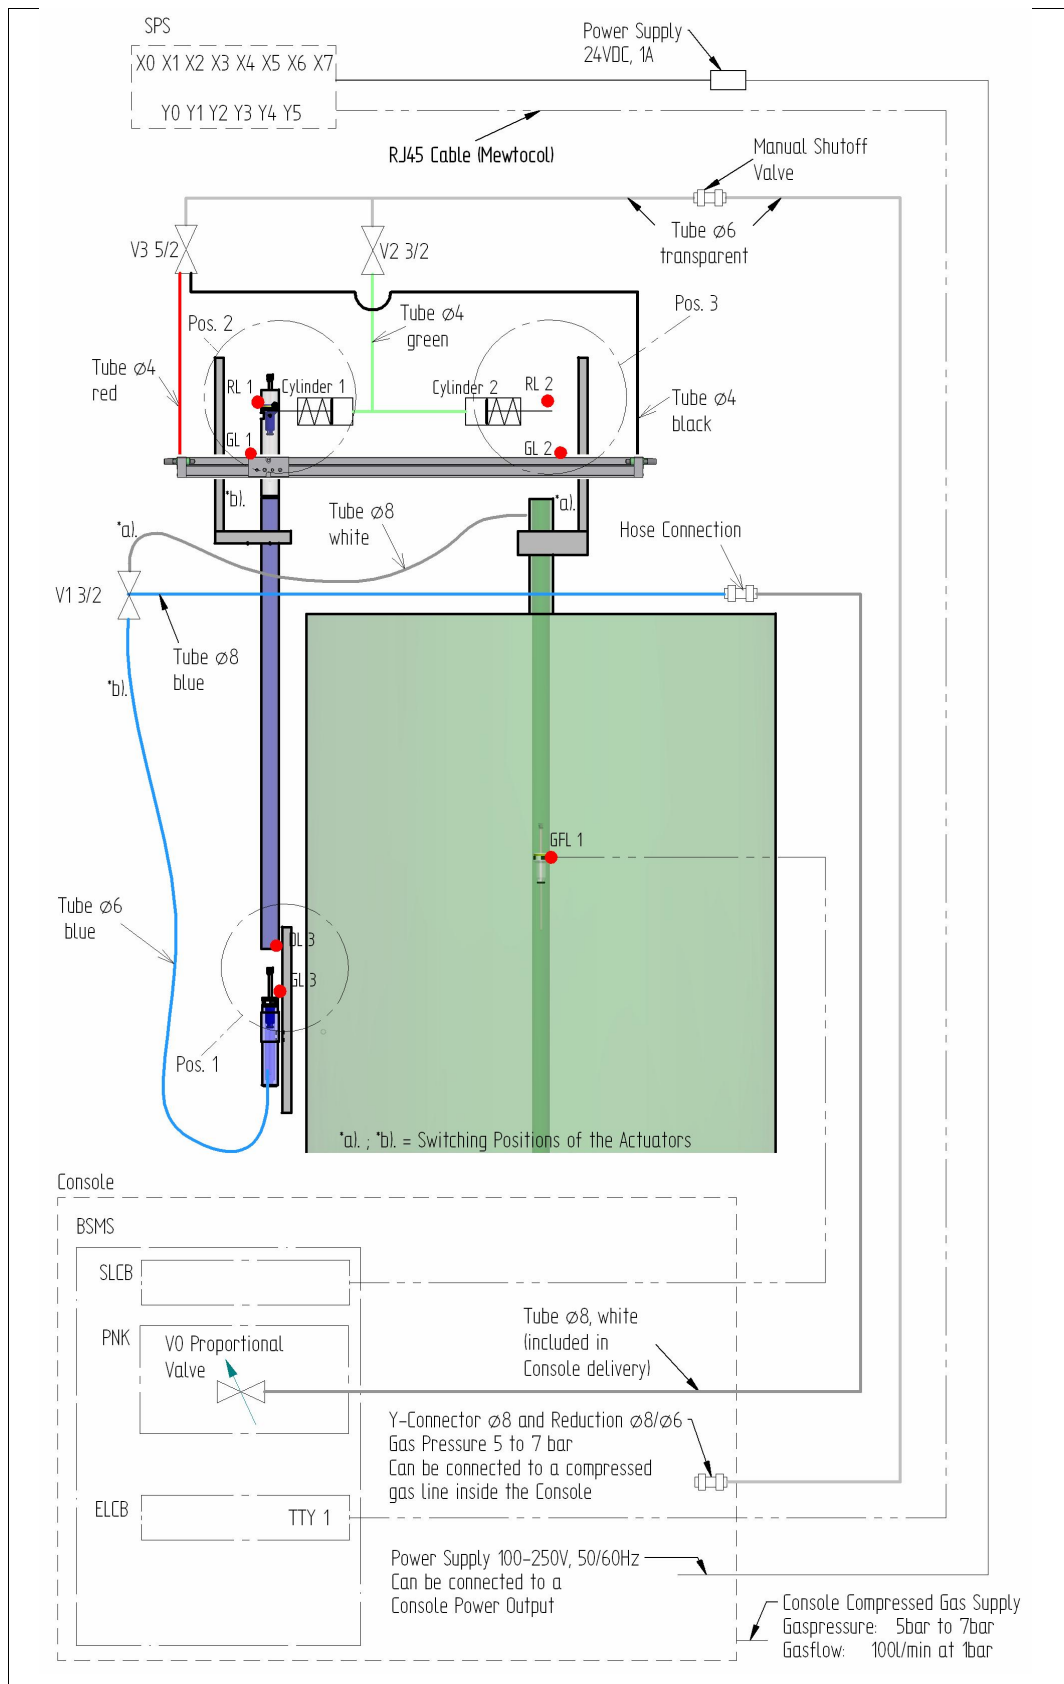 SPS
X0 X1 X2 X3 X4 X5 X6 X7
Y0 Y1 Y2 Y3 Y4 Y5
Power Supply
24VDC, 1A
RJ45 Cable (Mewtocol)
Manual Shutoff
Valve
V3 5/2
V2 3/2
Tube ⌀6
transparent
Pos. 2
Tube ⌀4
green
Pos. 3
Tube ⌀4
red
RL 1
Cylinder 1
Cylinder 2
RL 2
Tube ⌀4
black
GL 1
GL 2
*b).
*a).
Tube ⌀8
white
*a).
Hose Connection
V1 3/2
Tube ⌀8
blue
*b).
GFL 1
Tube ⌀6
blue
DL 3
GL 3
Pos. 1
*a). ; *b). = Switching Positions of the Actuators
Console
BSMS
SLCB
PNK
V0 Proportional
Valve
Tube ⌀8, white
(included in
Console delivery)
Y-Connector ⌀8 and Reduction ⌀8/⌀6
Gas Pressure 5 to 7 bar
Can be connected to a compressed
gas line inside the Console
ELCB
TTY 1
Power Supply 100-250V, 50/60Hz
Can be connected to a
Console Power Output
Console Compressed Gas Supply
Gaspressure: 5bar to 7bar
Gasflow: 100l/min at 1bar